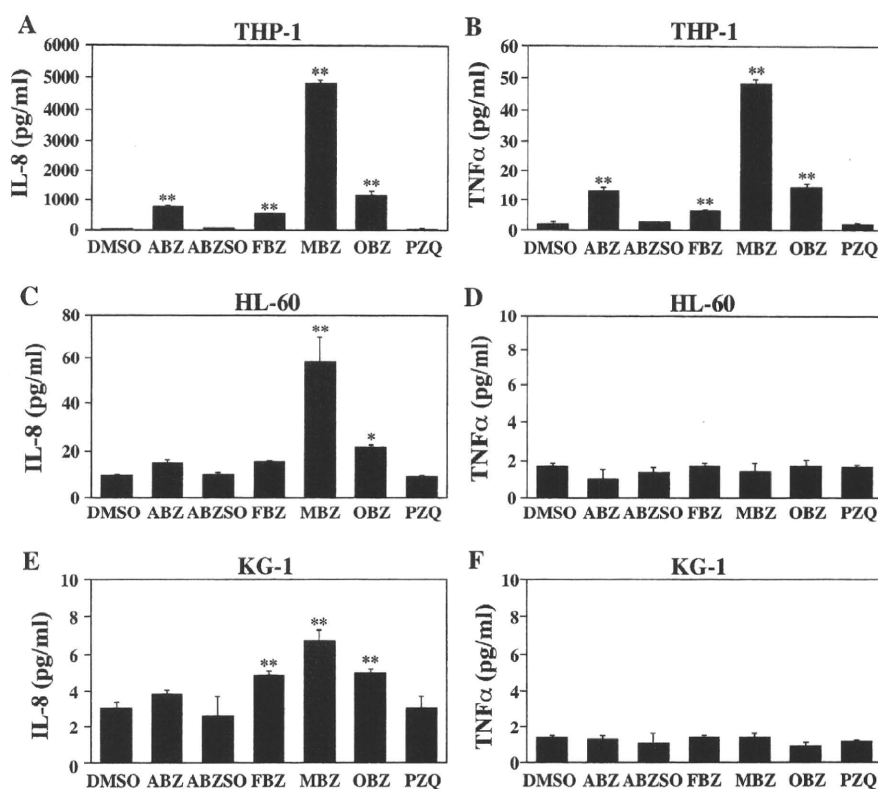 A
THP-1
IL-8 (pg/ml)
6000
5000
4000
3000
2000
1000
0
**
**
**
**
DMSO ABZ ABZSO FBZ MBZ OBZ PZQ
B
THP-1
TNFα (pg/ml)
60
50
40
30
20
10
0
**
**
**
**
DMSO ABZ ABZSO FBZ MBZ OBZ PZQ
C
HL-60
IL-8 (pg/ml)
80
60
40
20
0
**
*
DMSO ABZ ABZSO FBZ MBZ OBZ PZQ
D
HL-60
TNFα (pg/ml)
10
8
6
4
2
0
DMSO ABZ ABZSO FBZ MBZ OBZ PZQ
E
KG-1
IL-8 (pg/ml)
10
8
6
4
2
0
**
**
**
DMSO ABZ ABZSO FBZ MBZ OBZ PZQ
F
KG-1
TNFα (pg/ml)
10
8
6
4
2
0
DMSO ABZ ABZSO FBZ MBZ OBZ PZQ